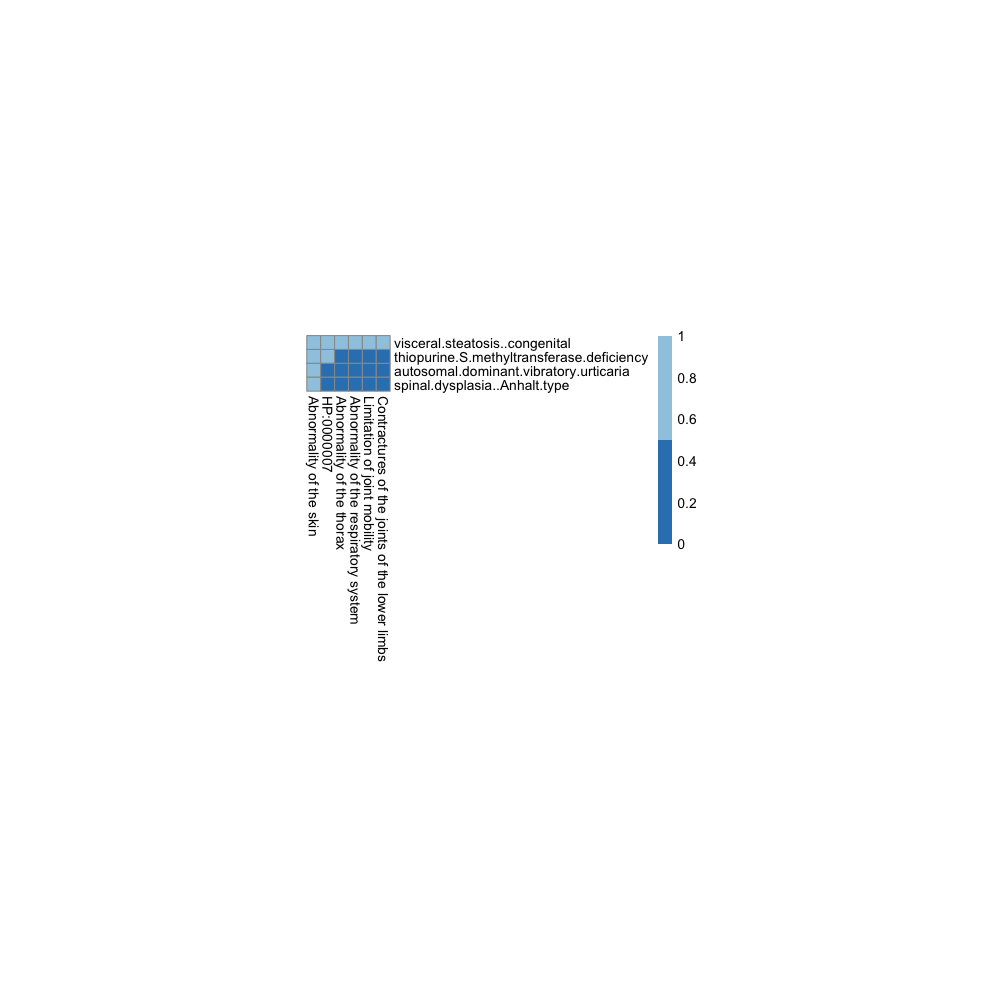 visceral.steatosis..congenital
thiopurine.S.methyltransferase.deficiency
autosomal.dominant.vibratory.urticaria
spinal.dysplasia..Anhalt.type
Abnormality of the skin
HP:0000007
Abnormality of the thorax
Abnormality of the respiratory system
Limitation of joint mobility
Contractures of the joints of the lower limbs
1
0.8
0.6
0.4
0.2
0